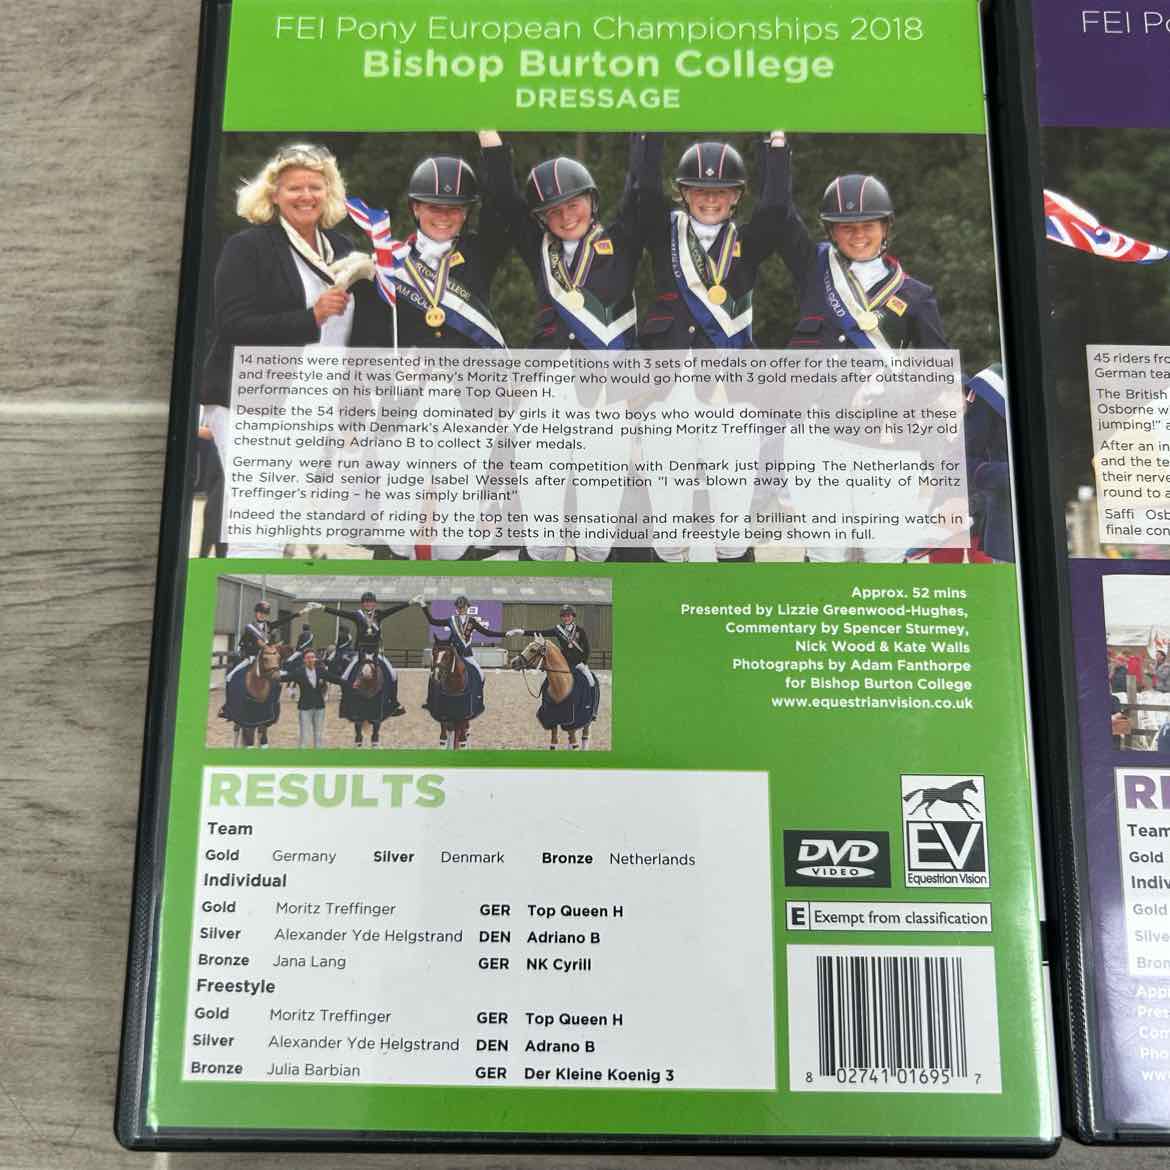 FEI Pony European Championships 2018
Bishop Burton College
DRESSAGE
14 nations were represented in the dressage competitions with 3 sets of medals on offer for the team, individual
and freestyle and it was Germany's Moritz Treffinger who would go home with 3 gold medals after outstanding
performances on his brilliant mare Top Queen H.
Despite the 54 riders being dominated by girls it was two boys who would dominate this discipline at these
championships with Denmark's Alexander Yde Helgstrand pushing Moritz Treffinger all the way on his 12yr old
chestnut gelding Adriano B to collect 3 silver medals.
Germany were run away winners of the team competition with Denmark just pipping The Netherlands for
the Silver. Said senior judge Isabel Wessels after competition "I was blown away by the quality of Moritz
Treffinger's riding – he was simply brilliant"
Indeed the standard of riding by the top ten was sensational and makes for a brilliant and inspiring watch in
this highlights programme with the top 3 tests in the individual and freestyle being shown in full.
Approx. 52 mins
Presented by Lizzie Greenwood-Hughes,
Commentary by Spencer Sturmey,
Nick Wood & Kate Walls
Photographs by Adam Fanthorpe
for Bishop Burton College
www.equestrianvision.co.uk
RESULTS
Team
Gold Germany Silver Denmark Bronze Netherlands
Individual
Gold Moritz Treffinger GER Top Queen H
Silver Alexander Yde Helgstrand DEN Adriano B
Bronze Jana Lang GER NK Cyrill
Freestyle
Gold Moritz Treffinger GER Top Queen H
Silver Alexander Yde Helgstrand DEN Adrano B
Bronze Julia Barbian GER Der Kleine Koenig 3
DVD
VIDEO
EV
Equestrian Vision
E Exempt from classification
8 02741 01695 7
FEI Po
45 riders fro
German tea
The British
Osborne w
jumping!" a
After an in
and the te
their nerve
round to a
Saffi Osb
finale con
RE
Team
Gold
Indiv
Gold
Silve
Bron
Appr
Pres
Com
Pho
www